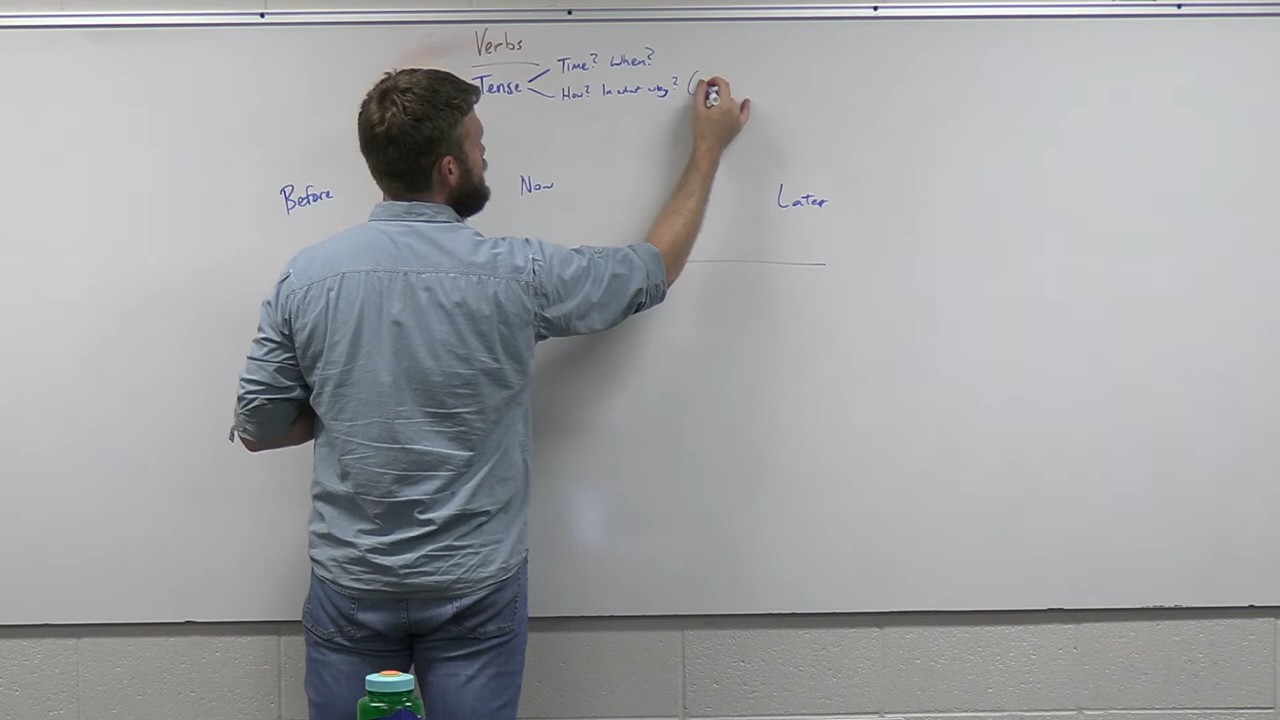 Verbs
Tense
Time? When?
How? In what way? (
Before
Now
Later